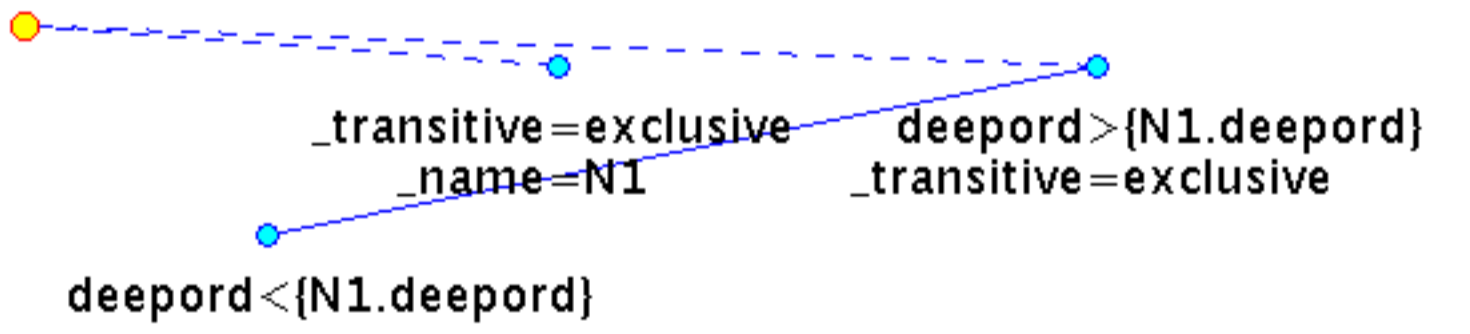 _transitive=exclusive
_name=N1
deepord>{N1.deepord}
_transitive=exclusive
deepord<{N1.deepord}